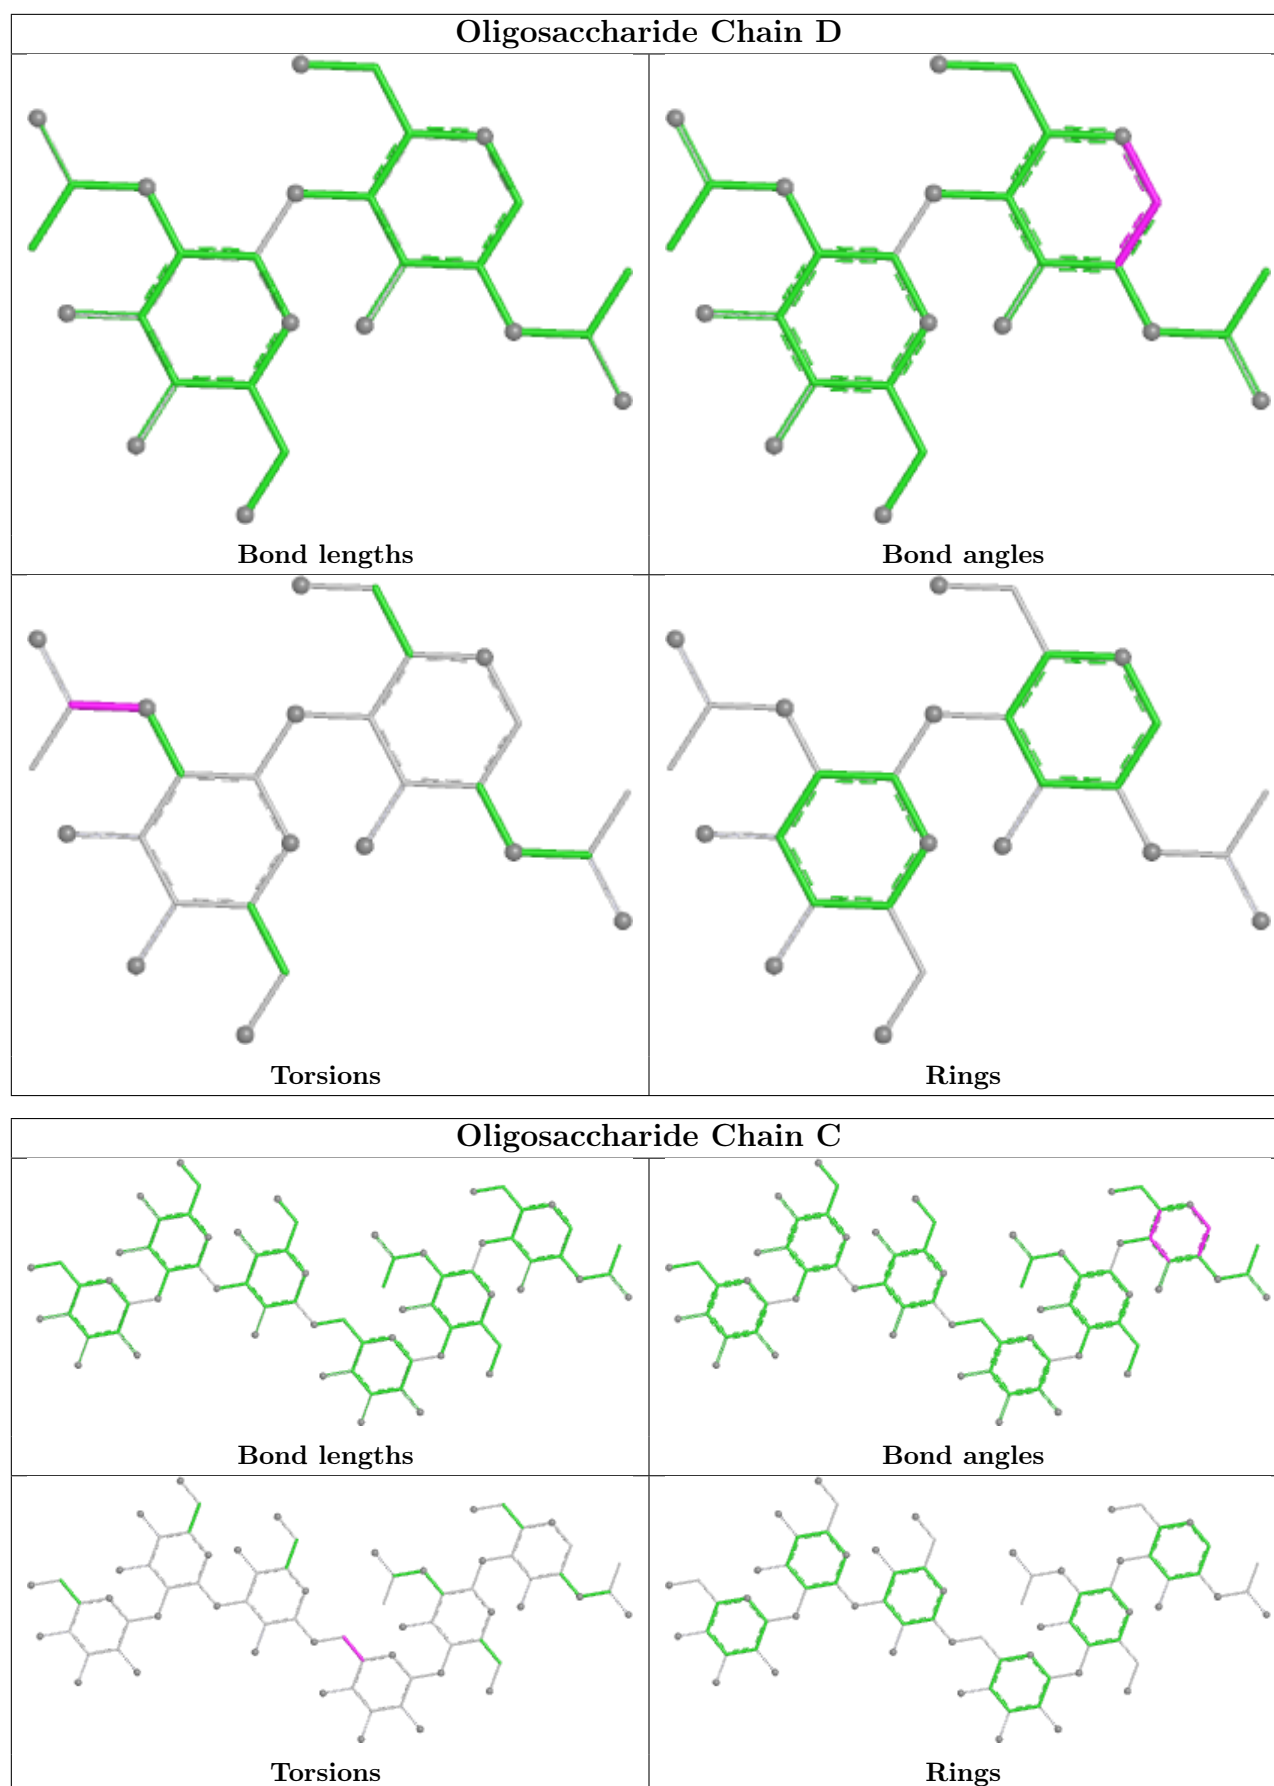 Oligosaccharide Chain D
Bond lengths
Bond angles
Torsions
Rings
Oligosaccharide Chain C
Bond lengths
Bond angles
Torsions
Rings